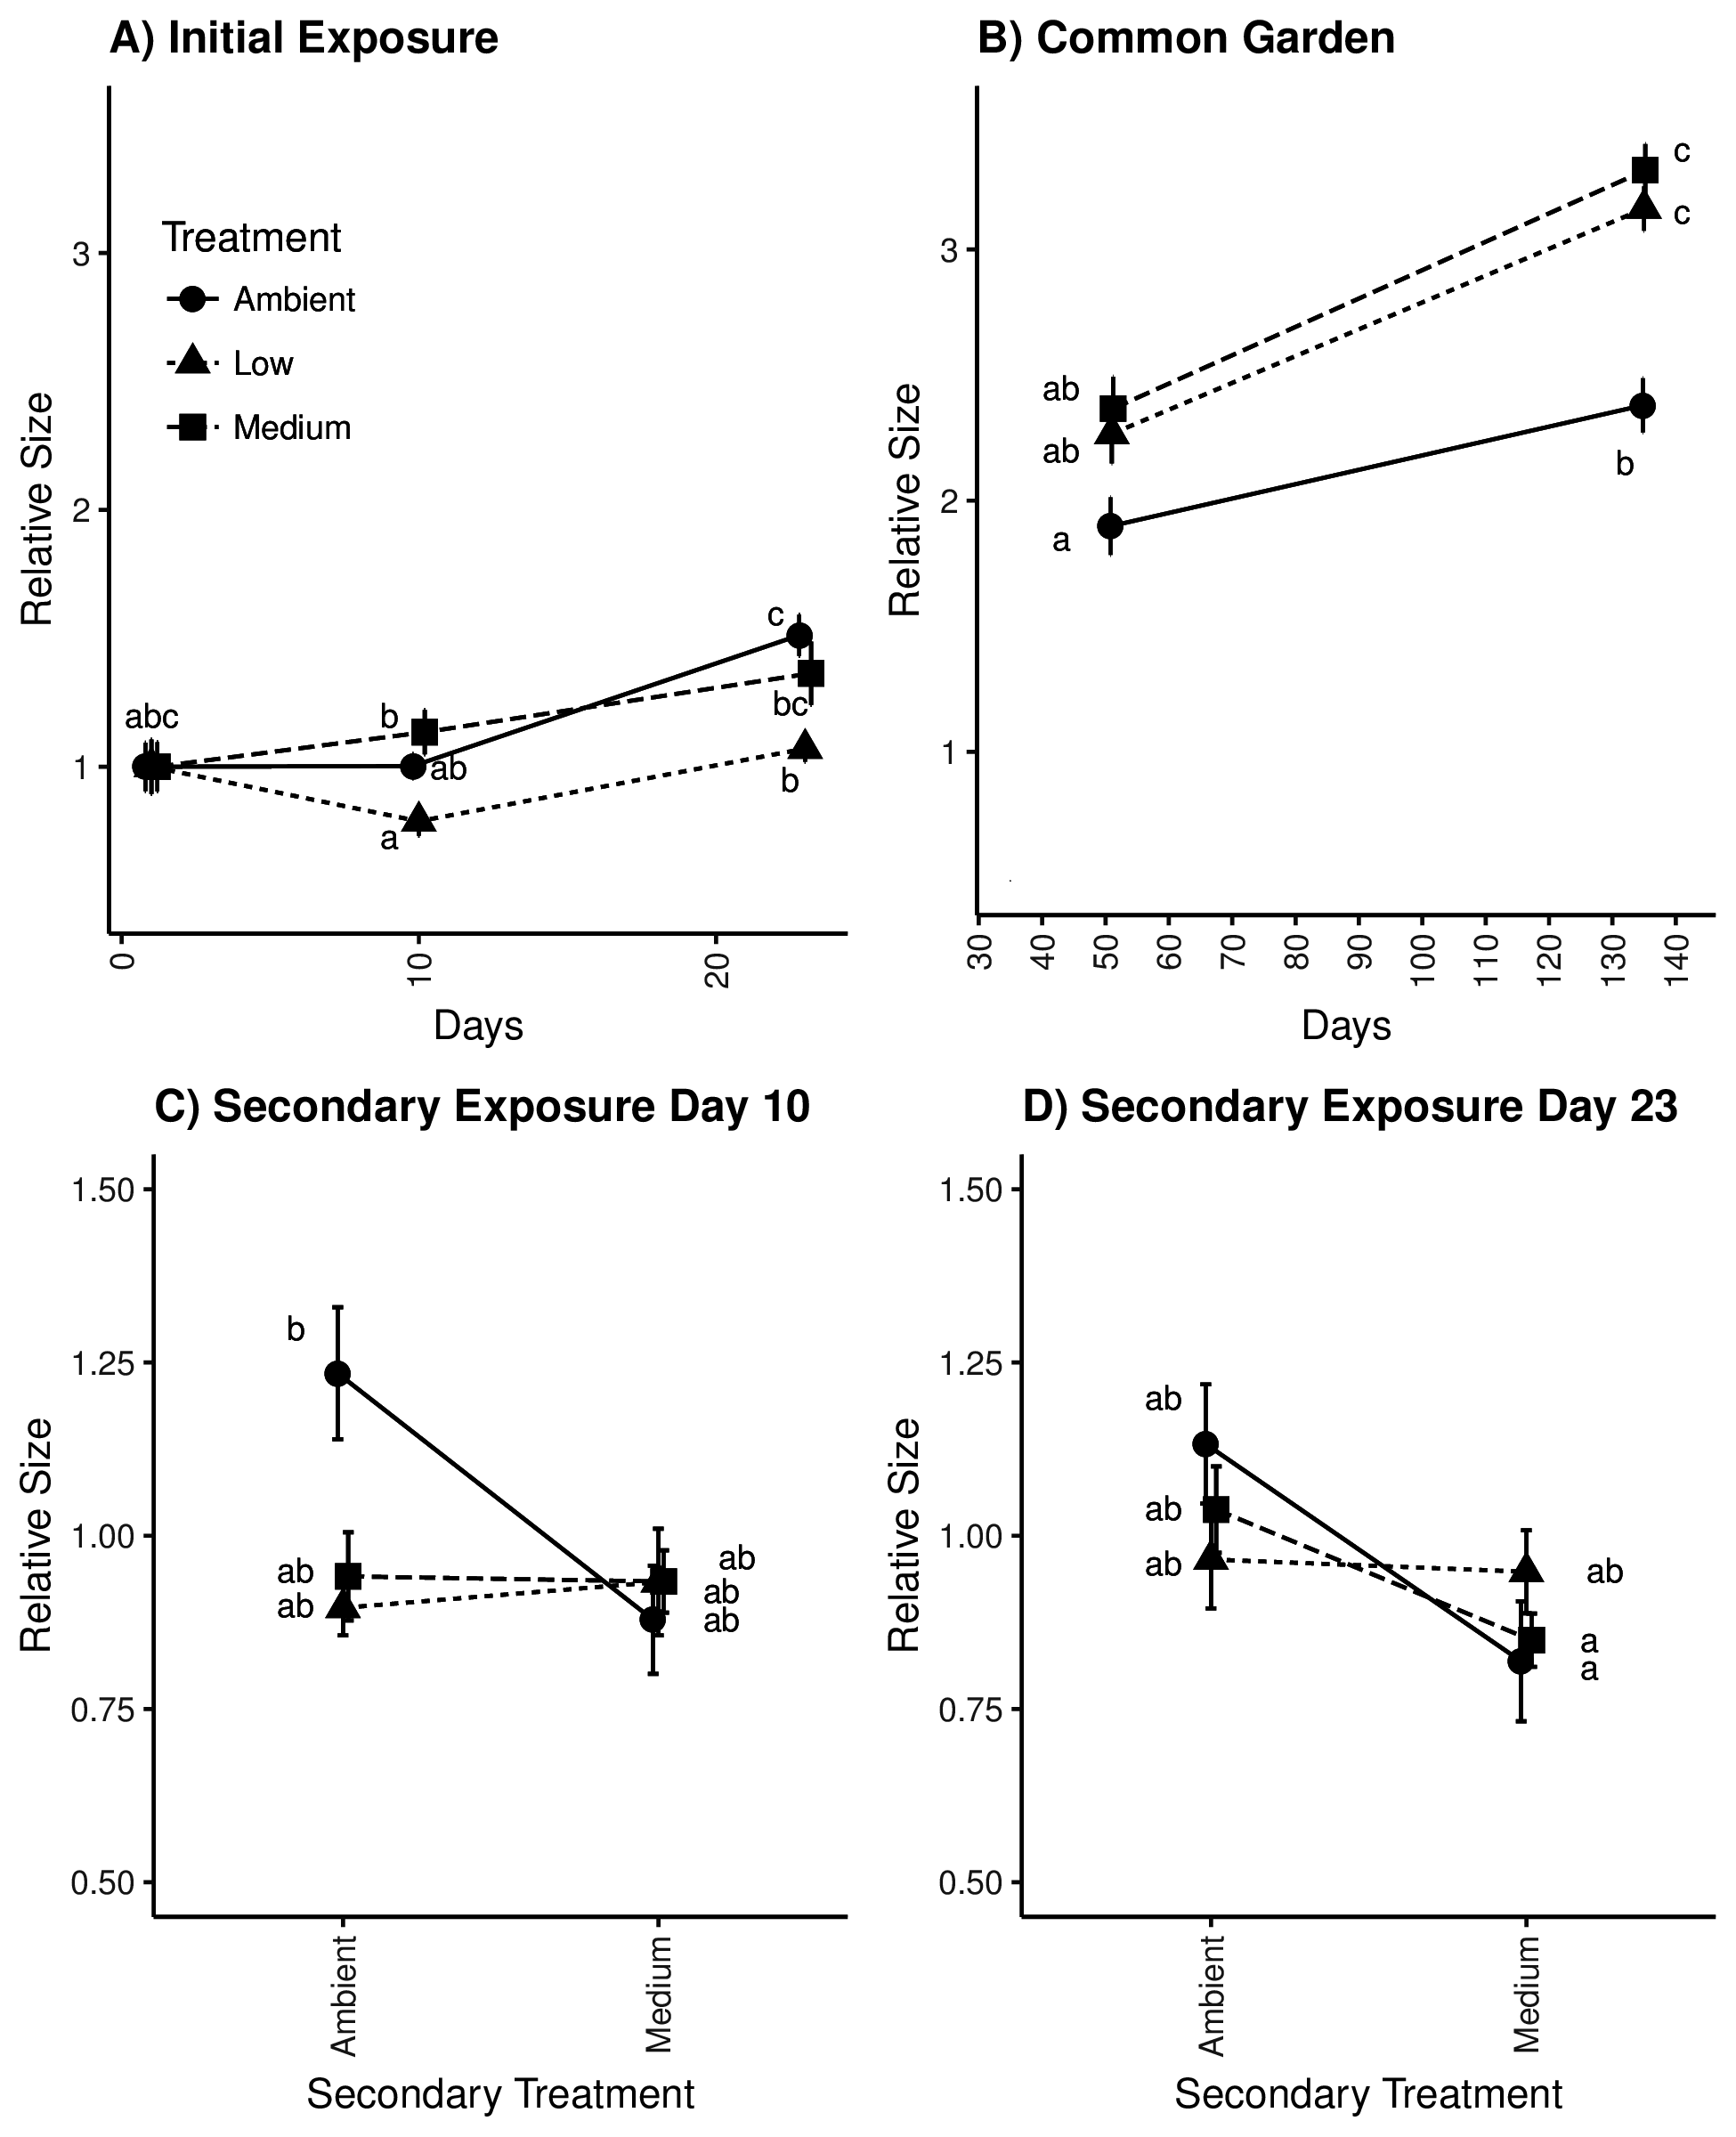 A) Initial Exposure
Relative Size
3
2
1
Treatment
Ambient
Low
Medium
abc
b
ab
a
c
bc
b
0
10
20
Days
B) Common Garden
Relative Size
3
2
1
ab
ab
a
c
c
b
30
40
50
60
70
80
90
100
110
120
130
140
Days
C) Secondary Exposure Day 10
Relative Size
1.50
1.25
1.00
0.75
0.50
b
ab
ab
ab
ab
ab
Ambient
Medium
Secondary Treatment
D) Secondary Exposure Day 23
Relative Size
1.50
1.25
1.00
0.75
0.50
ab
ab
ab
ab
a
a
Ambient
Medium
Secondary Treatment